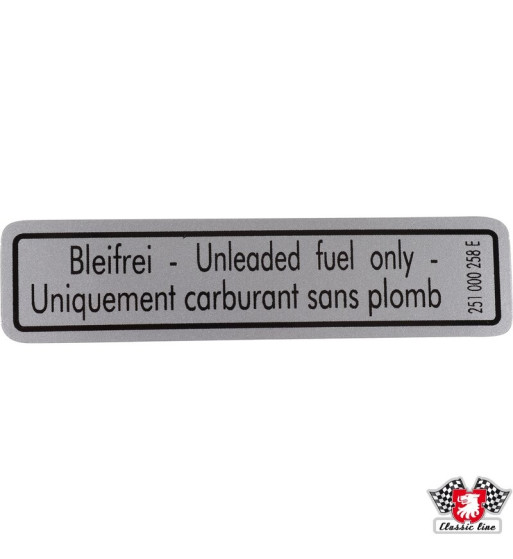 Bleifrei - Unleaded fuel only -
Uniquement carburant sans plomb
251 000 258 E
Classic line